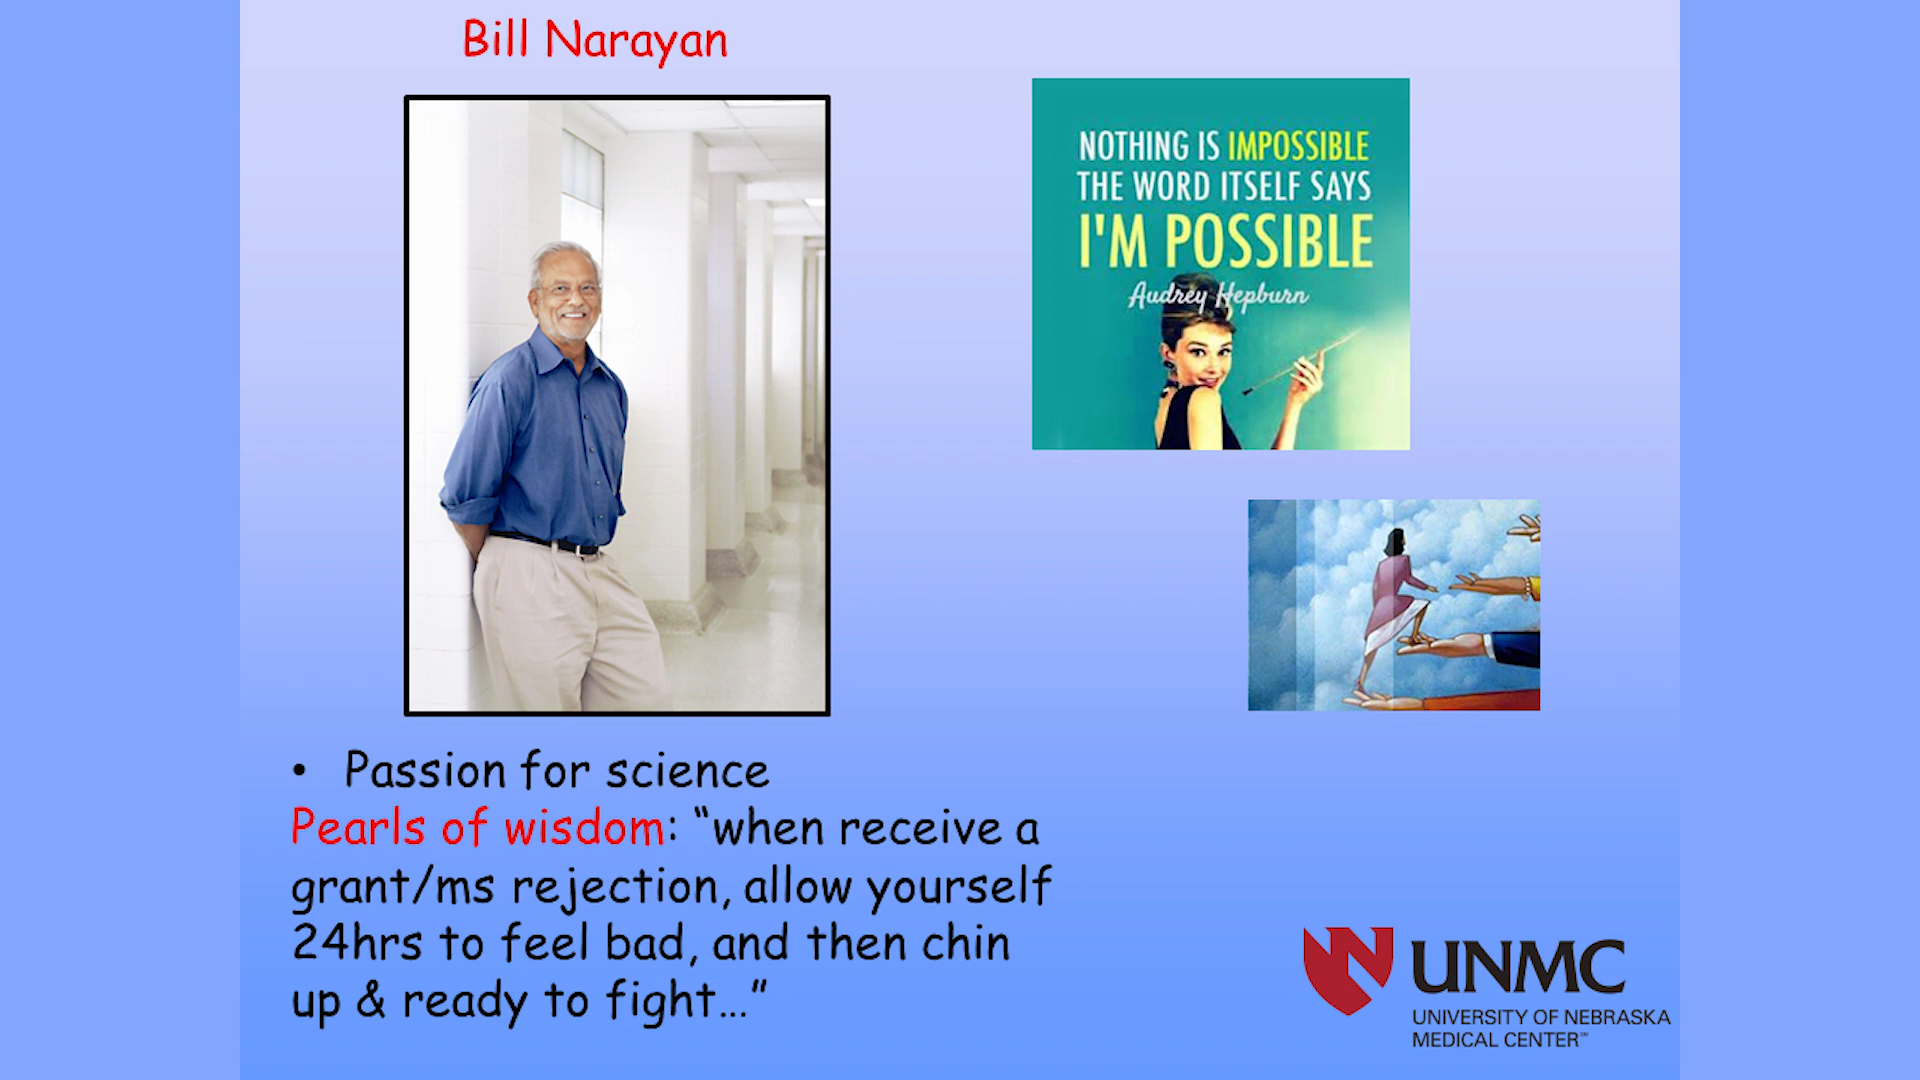 Bill Narayan
NOTHING IS IMPOSSIBLE
THE WORD ITSELF SAYS
I'M POSSIBLE
Audrey Hepburn
• Passion for science
Pearls of wisdom: “when receive a
grant/ms rejection, allow yourself
24hrs to feel bad, and then chin
up & ready to fight…”
UNMC
UNIVERSITY OF NEBRASKA
MEDICAL CENTER